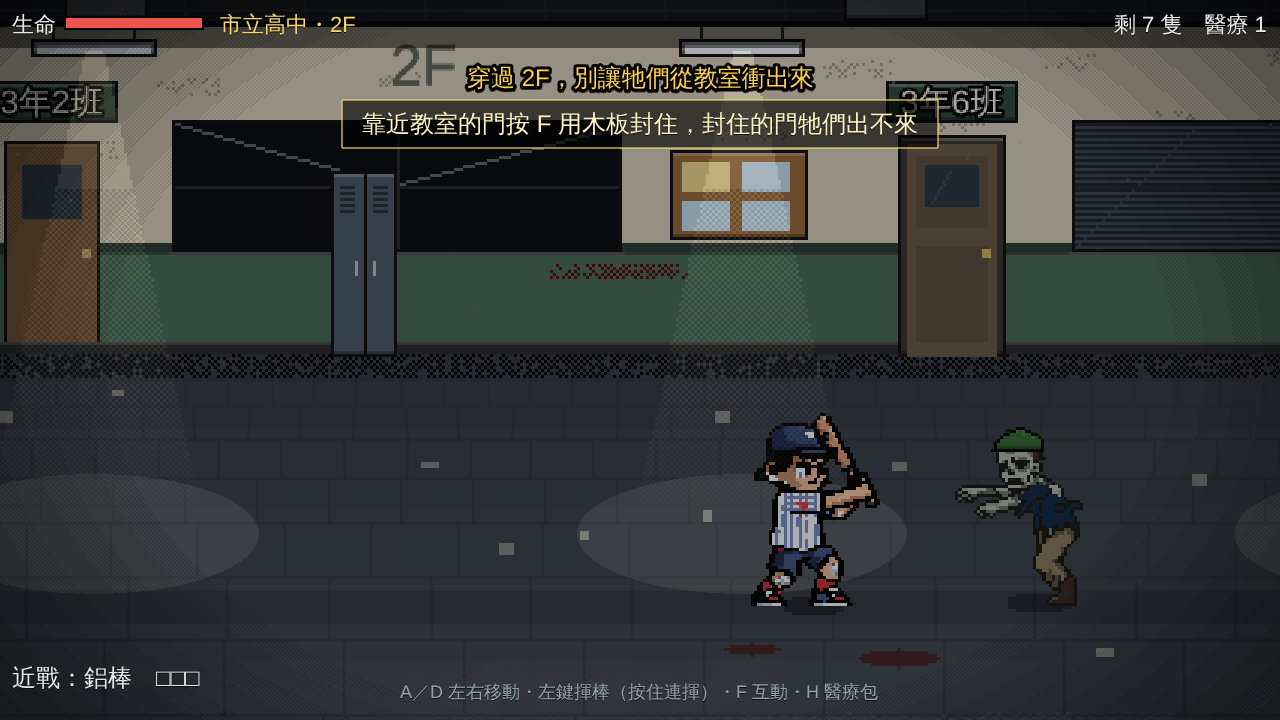 生命
市立高中・2F
剩 7 隻　醫療 1
2F
穿過 2F，別讓牠們從教室衝出來
3年2班
3年6班
靠近教室的門按 F 用木板封住，封住的門牠們出不來
近戰：鋁棒　□□□
A／D 左右移動・左鍵揮棒（按住連揮）・F 互動・H 醫療包